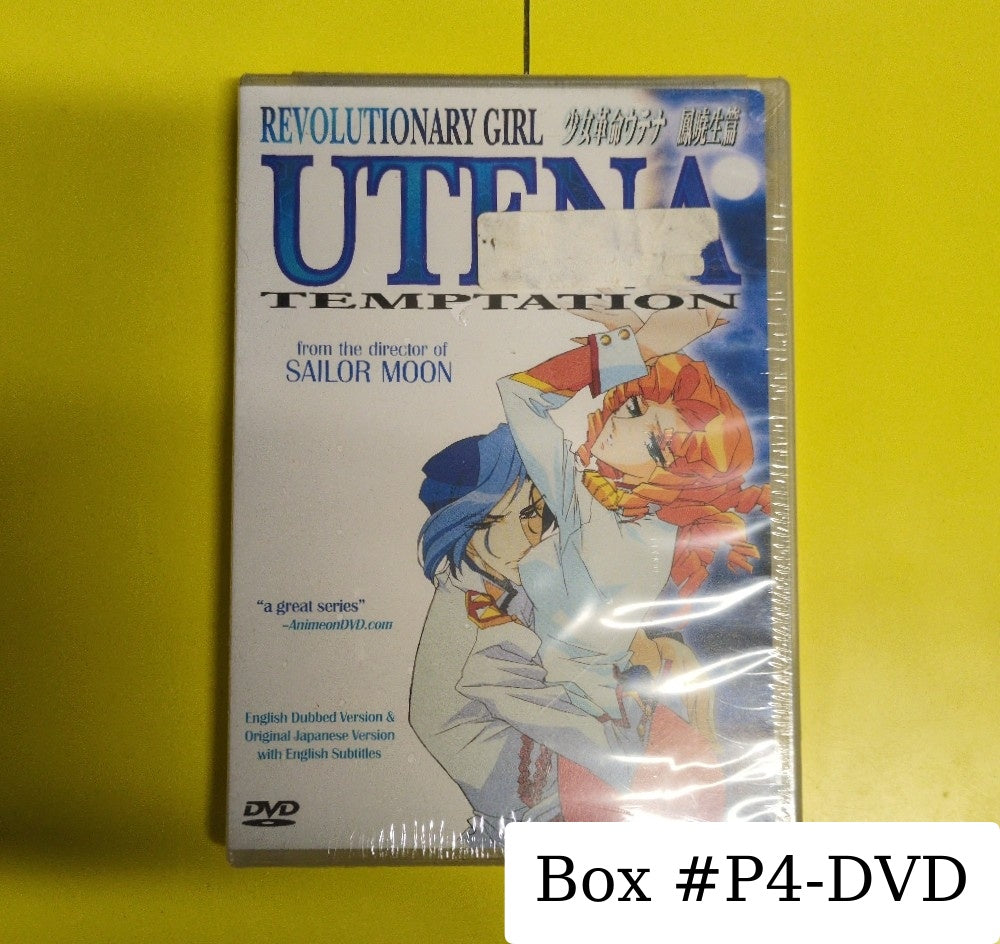 REVOLUTIONARY GIRL 少女革命ウテナ 鳳暁生篇
UTENA
TEMPTATION
from the director of
SAILOR MOON
“a great series”
–AnimeonDVD.com
English Dubbed Version &
Original Japanese Version
with English Subtitles
DVD
Box #P4-DVD